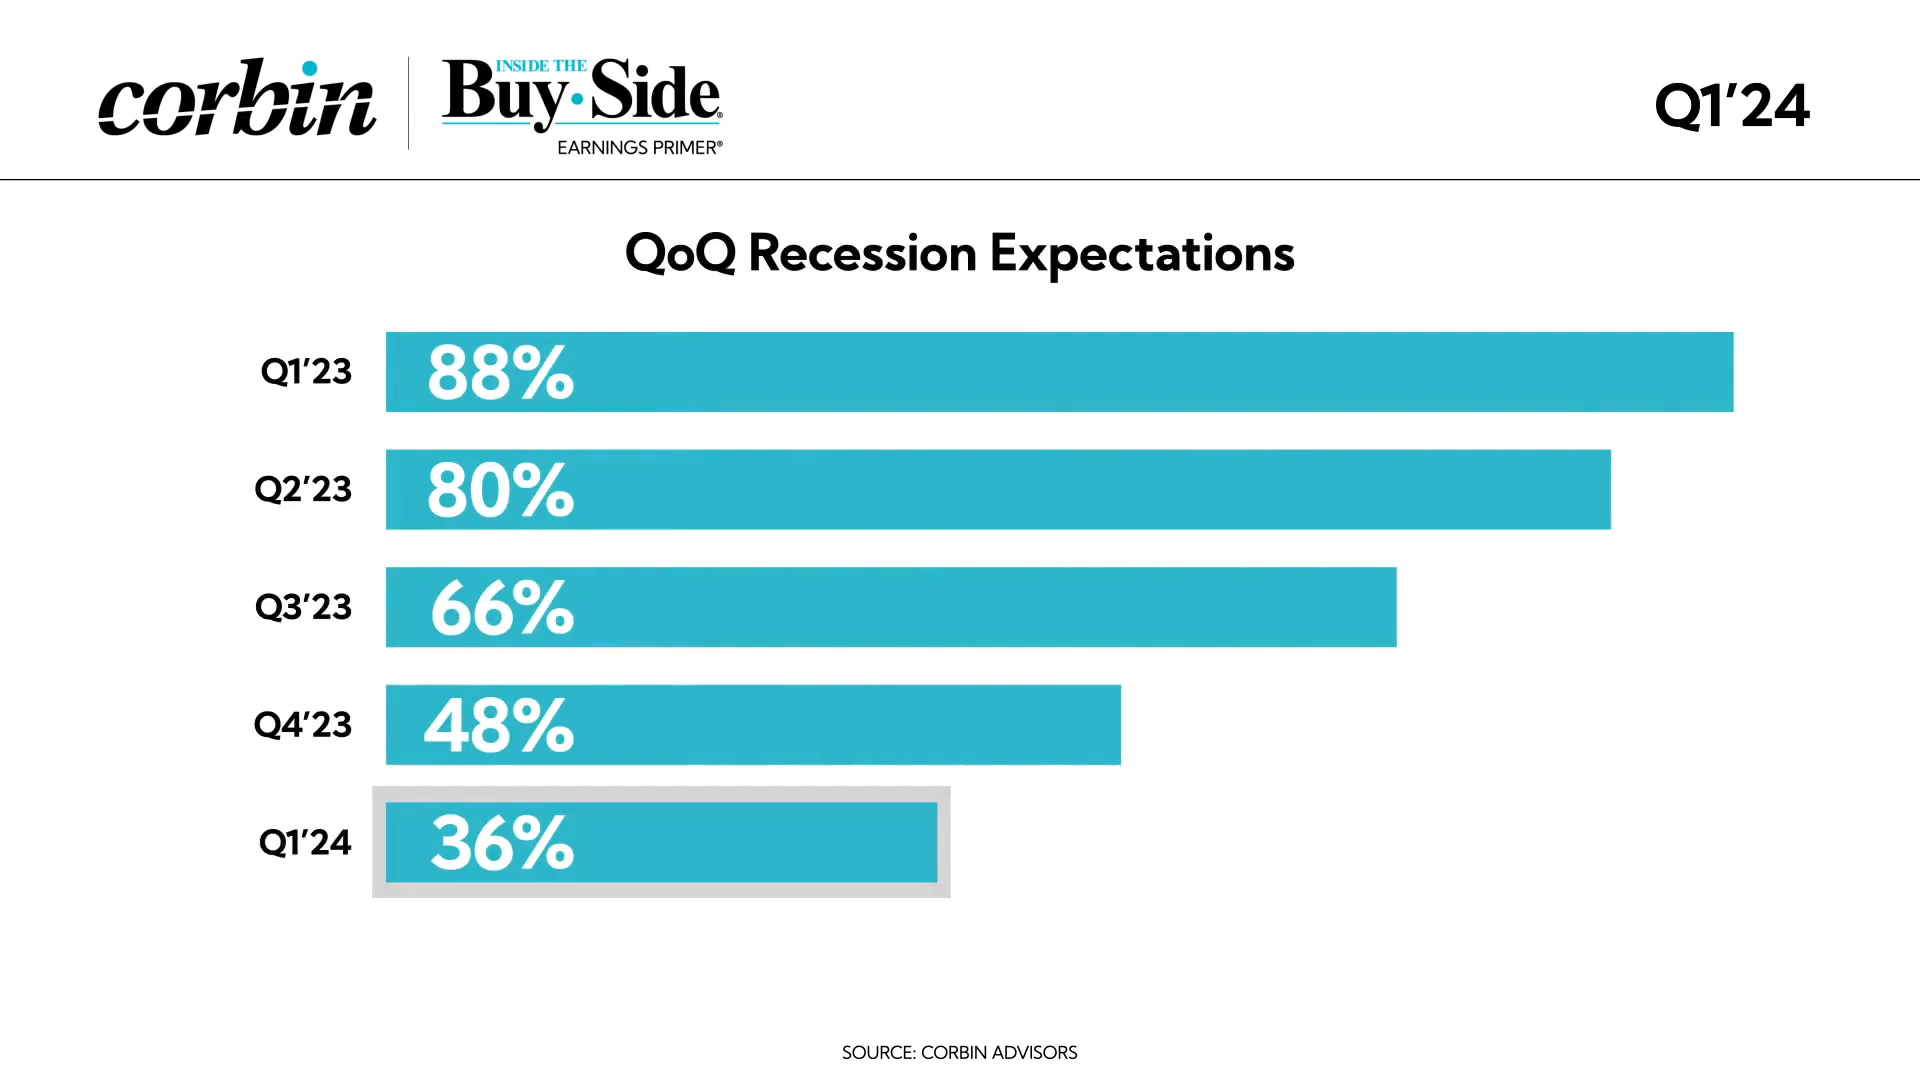 corbin
INSIDE THE
Buy·Side®
EARNINGS PRIMER®
Q1’24
QoQ Recession Expectations
Q1’23 88%
Q2’23 80%
Q3’23 66%
Q4’23 48%
Q1’24 36%
SOURCE: CORBIN ADVISORS